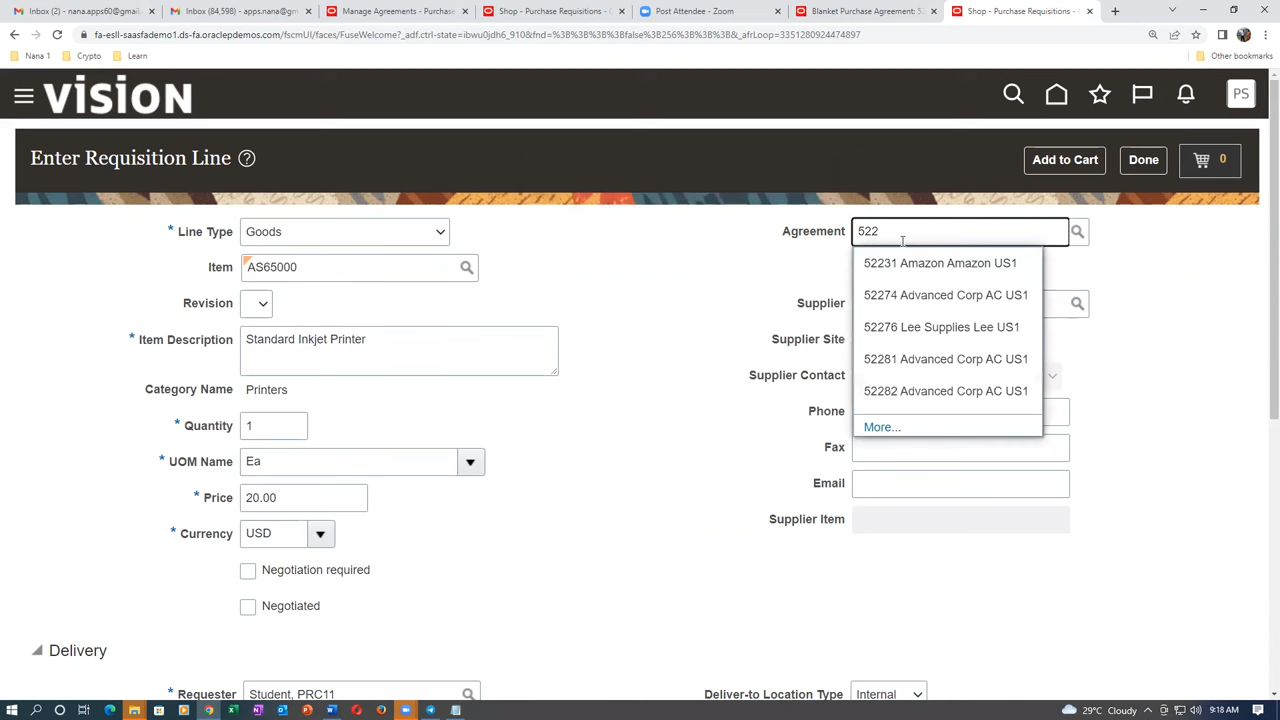 Inbox (2) - nana.apps60@gmail
Inbox (84,598) - apps.na@gm
Manage Agreements - Purchase
Shop - Purchase Requisitions - C
Post Attendee - Zoom
Blanket Purchase Agreement: 5
Shop - Purchase Requisitions - C
fa-esll-saasfademo1.ds-fa.oraclepdemos.com/fscmUI/faces/FuseWelcome?_adf.ctrl-state=ibwu0jdh6_910&fnd=%3B%3B%3B%3Bfalse%3B256%3B%3B%3B&_afrLoop=3351280924474897
Nana 1
Crypto
Learn
Other bookmarks
VISION
PS
Enter Requisition Line
Add to Cart
Done
0
* Line Type Goods
Agreement 522
Item AS65000
52231 Amazon Amazon US1
Revision
52274 Advanced Corp AC US1
Supplier
52276 Lee Supplies Lee US1
* Item Description Standard Inkjet Printer
Supplier Site
52281 Advanced Corp AC US1
Category Name Printers
Supplier Contact
52282 Advanced Corp AC US1
* Quantity 1
Phone
More...
Fax
* UOM Name Ea
Email
* Price 20.00
Supplier Item
* Currency USD
Negotiation required
Negotiated
Delivery
* Requester Student, PRC11
Deliver-to Location Type Internal
29°C Cloudy
9:18 AM